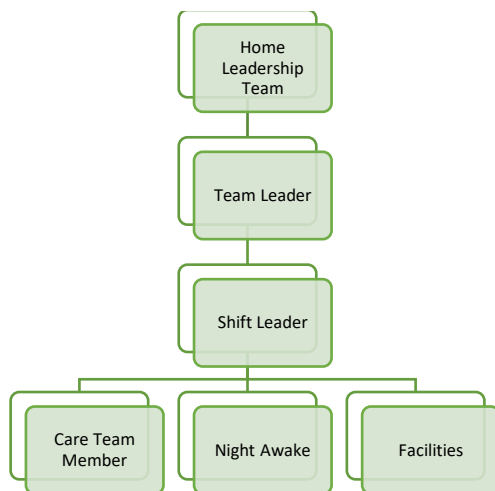 Home
Leadership
Team
Team Leader
Shift Leader
Care Team
Member
Night Awake
Facilities